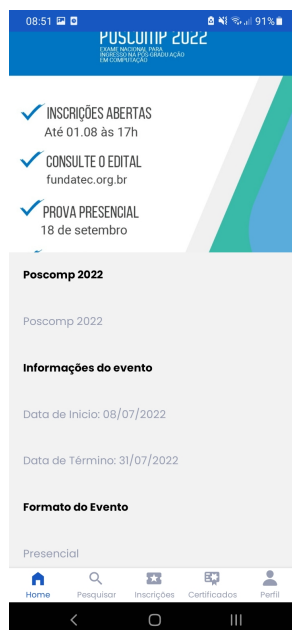 08:51
91%
POSCOMP 2022
EXAME NACIONAL PARA
INGRESSO NA PÓS-GRADUAÇÃO
EM COMPUTAÇÃO
INSCRIÇÕES ABERTAS
Até 01.08 às 17h
CONSULTE O EDITAL
fundatec.org.br
PROVA PRESENCIAL
18 de setembro
Poscomp 2022
Poscomp 2022
Informações do evento
Data de Inicio: 08/07/2022
Data de Término: 31/07/2022
Formato do Evento
Presencial
Home Pesquisar Inscrições Certificados Perfil